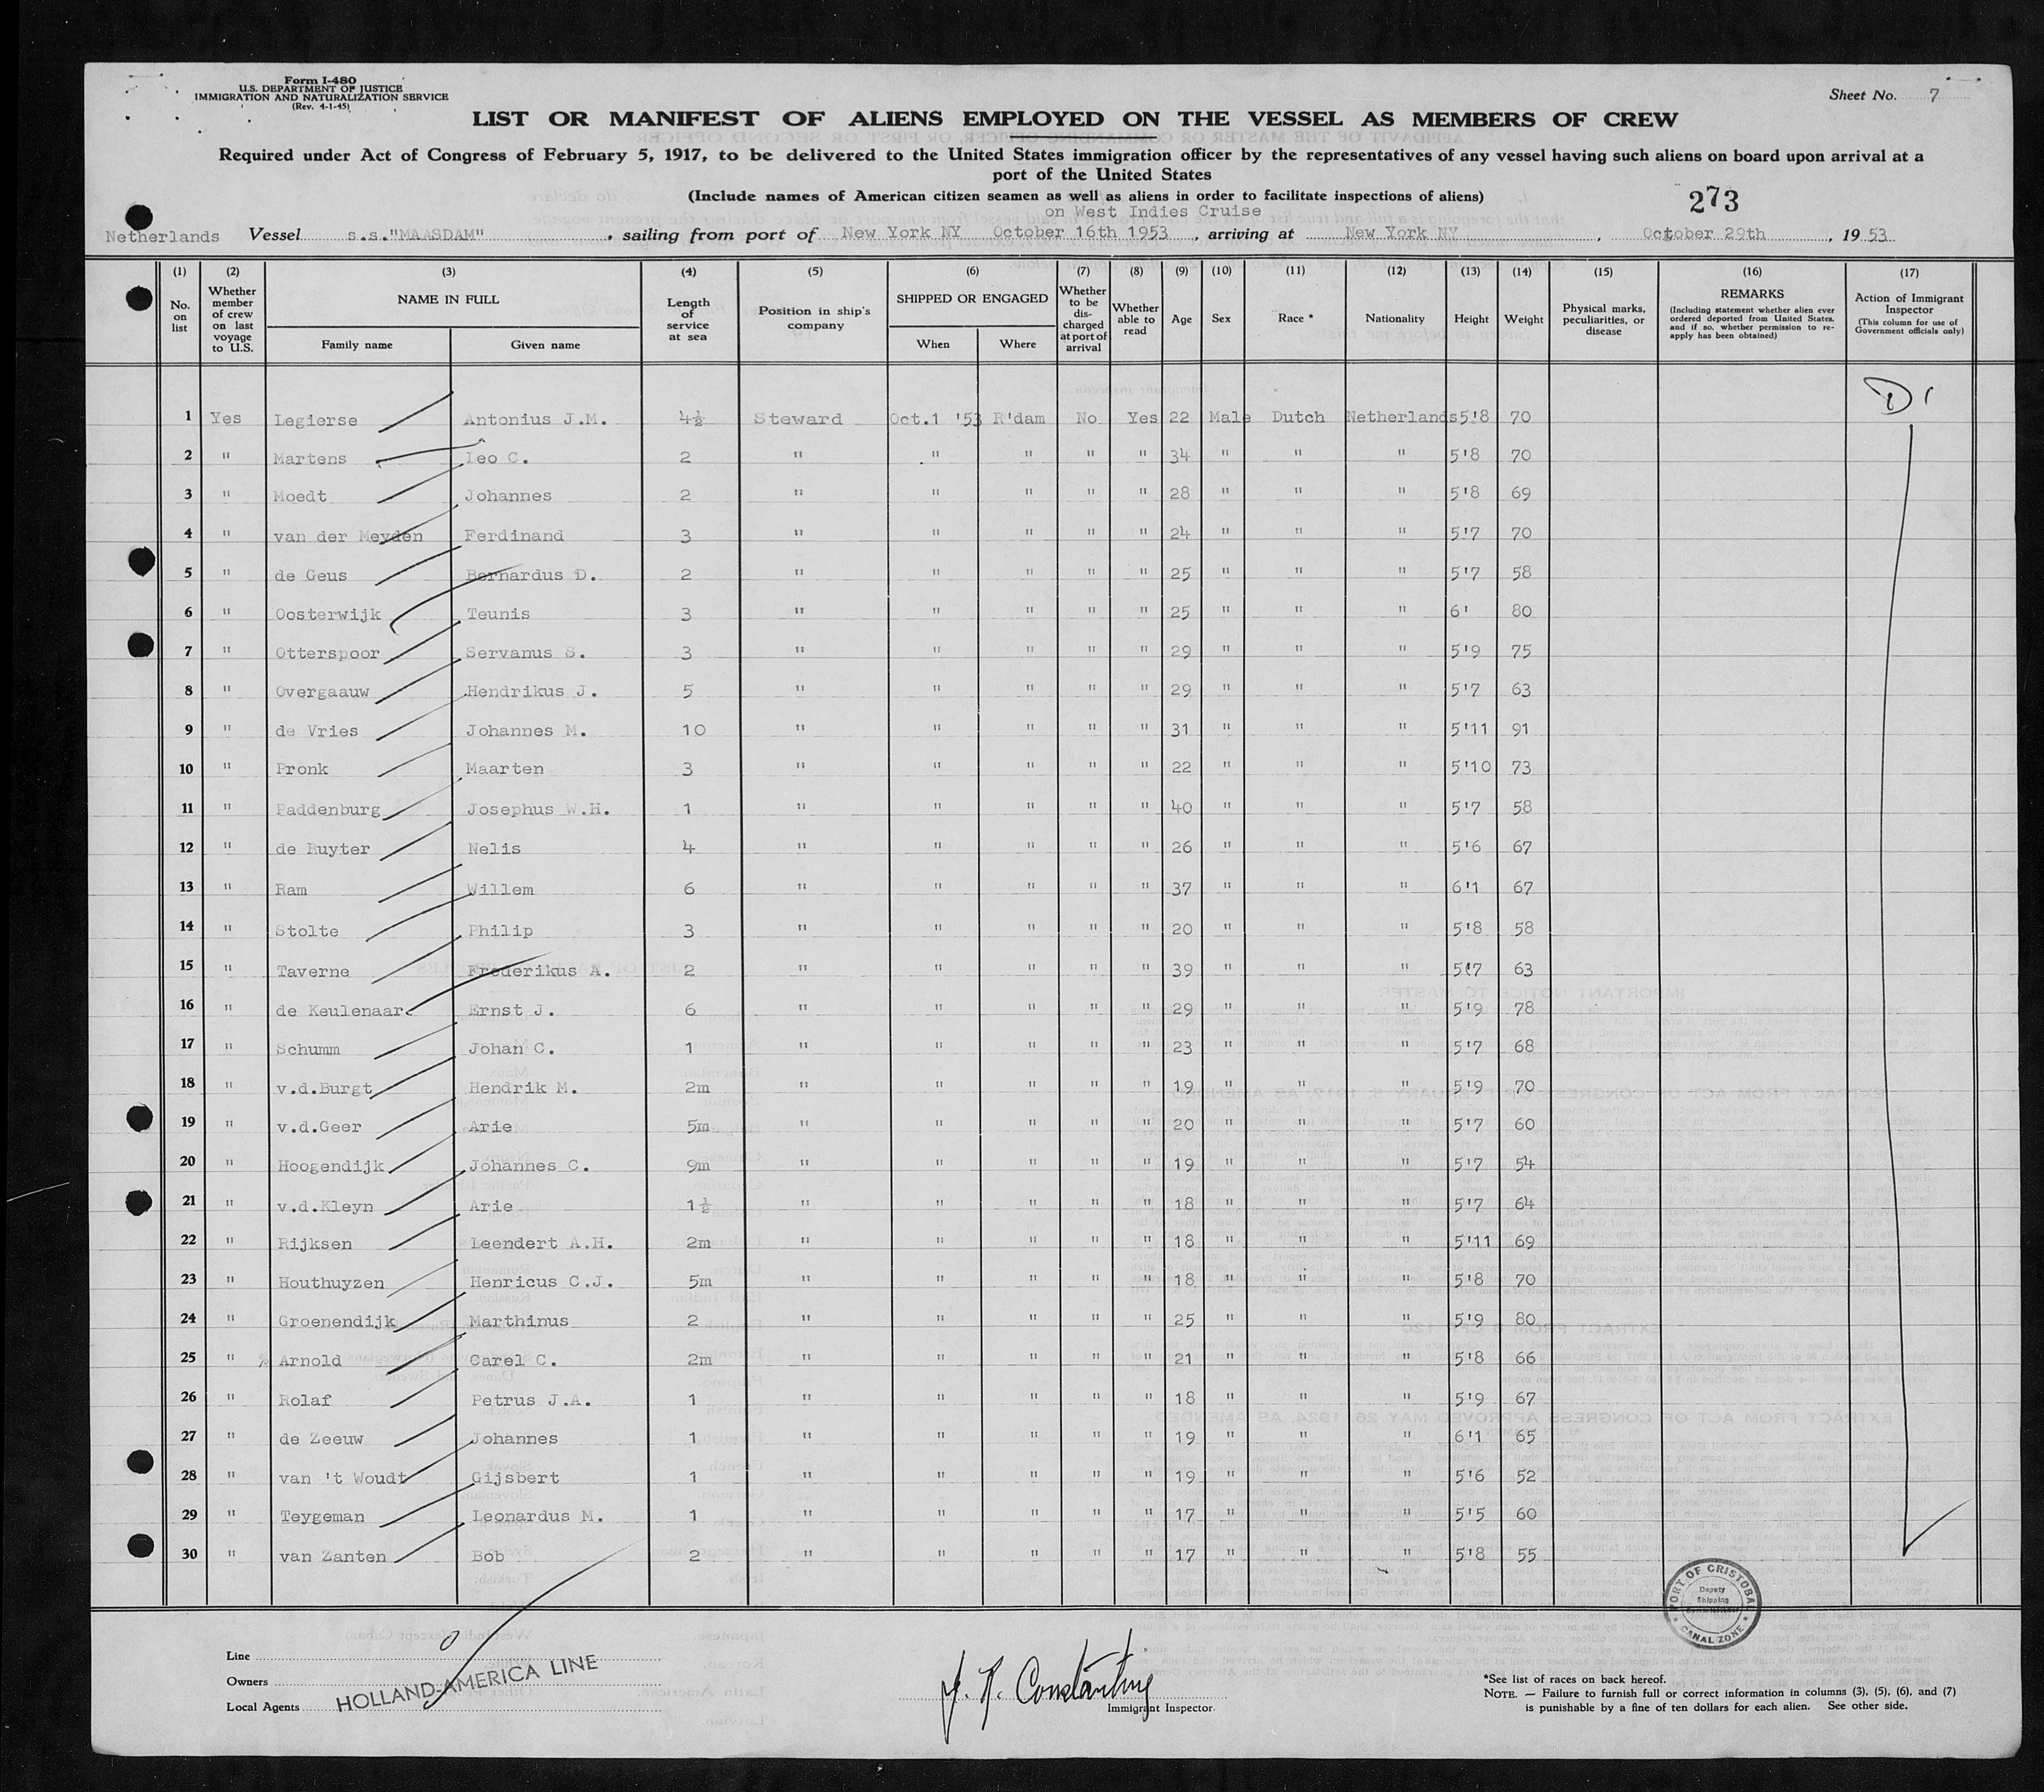 Form I-480
U.S. DEPARTMENT OF JUSTICE
IMMIGRATION AND NATURALIZATION SERVICE
(Rev. 4-1-45)
Sheet No. 7
LIST OR MANIFEST OF ALIENS EMPLOYED ON THE VESSEL AS MEMBERS OF CREW
Required under Act of Congress of February 5, 1917, to be delivered to the United States immigration officer by the representatives of any vessel having such aliens on board upon arrival at a
port of the United States
(Include names of American citizen seamen as well as aliens in order to facilitate inspections of aliens)
273
on West Indies Cruise
Netherlands Vessel s.s."MAASDAM" , sailing from port of New York NY October 16th 1953 , arriving at New York NY , October 29th , 19 53
(1) (2) (3) (4) (5) (6) (7) (8) (9) (10) (11) (12) (13) (14) (15) (16) (17)
No. on list
Whether member of crew on last voyage to U.S.
NAME IN FULL
Family name Given name
Length of service at sea
Position in ship's company
SHIPPED OR ENGAGED
When Where
Whether to be discharged at port of arrival
Whether able to read
Age
Sex
Race *
Nationality
Height
Weight
Physical marks, peculiarities, or disease
REMARKS
(Including statement whether alien ever ordered deported from United States, and if so, whether permission to re-apply has been obtained)
Action of Immigrant Inspector
(This column for use of Government officials only)
1 Yes Legierse Antonius J.M. 4½ Steward Oct.1 '53 R'dam No Yes 22 Male Dutch Netherlands 5'8 70
2 " Martens Leo C. 2 " " " " " 34 " " " 5'8 70
3 " Moedt Johannes 2 " " " " " 28 " " " 5'8 69
4 " van der Meyden Ferdinand 3 " " " " " 24 " " " 5'7 70
5 " de Geus Bernardus D. 2 " " " " " 25 " " " 5'7 58
6 " Oosterwijk Teunis 3 " " " " " 25 " " " 6' 80
7 " Otterspoor Servanus S. 3 " " " " " 29 " " " 5'9 75
8 " Overgaauw Hendrikus J. 5 " " " " " 29 " " " 5'7 63
9 " de Vries Johannes M. 10 " " " " " 31 " " " 5'11 91
10 " Pronk Maarten 3 " " " " " 22 " " " 5'10 73
11 " Paddenburg Josephus W.H. 1 " " " " " 40 " " " 5'7 58
12 " de Ruyter Nelis 4 " " " " " 26 " " " 5'6 67
13 " Ram Willem 6 " " " " " 37 " " " 6'1 67
14 " Stolte Philip 3 " " " " " 20 " " " 5'8 58
15 " Taverne Frederikus A. 2 " " " " " 39 " " " 5'7 63
16 " de Keulenaar Ernst J. 6 " " " " " 29 " " " 5'9 78
17 " Schumm Johan C. 1 " " " " " 23 " " " 5'7 68
18 " v.d.Burgt Hendrik M. 2m " " " " " 19 " " " 5'9 70
19 " v.d.Geer Arie 5m " " " " " 20 " " " 5'7 60
20 " Hoogendijk Johannes C. 9m " " " " " 19 " " " 5'7 54
21 " v.d.Kleyn Arie 1½ " " " " " 18 " " " 5'7 64
22 " Rijksen Leendert A.H. 2m " " " " " 18 " " " 5'11 69
23 " Houthuyzen Henricus C.J. 5m " " " " " 18 " " " 5'8 70
24 " Groenendijk Marthinus 2 " " " " " 25 " " " 5'9 80
25 " Arnold Carel C. 2m " " " " " 21 " " " 5'8 66
26 " Rolaf Petrus J.A. 1 " " " " " 18 " " " 5'9 67
27 " de Zeeuw Johannes 1 " " " " " 19 " " " 6'1 65
28 " van 't Woudt Gijsbert 1 " " " " " 19 " " " 5'6 52
29 " Teygeman Leonardus M. 1 " " " " " 17 " " " 5'5 60
30 " van Zanten Bob 2 " " " " " 17 " " " 5'8 55
PORT OF CRISTOBAL
Deputy
Shipping
CANAL ZONE
Line
Owners
Local Agents
HOLLAND-AMERICA LINE
Immigrant Inspector.
*See list of races on back hereof.
NOTE. — Failure to furnish full or correct information in columns (3), (5), (6), and (7)
is punishable by a fine of ten dollars for each alien. See other side.